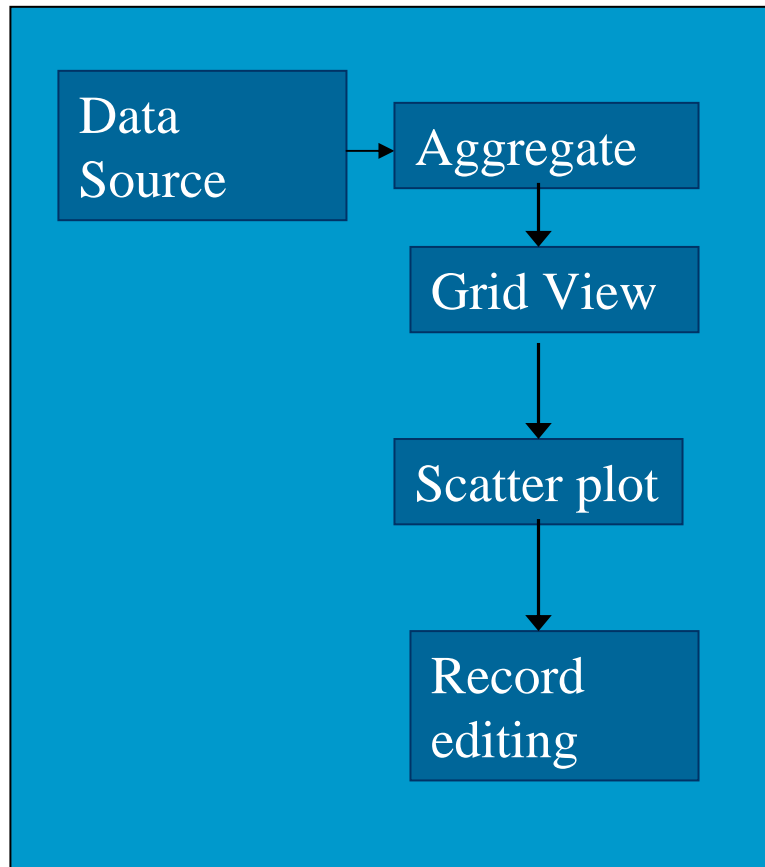 Data
Source
Aggregate
Grid View
Scatter plot
Record
editing